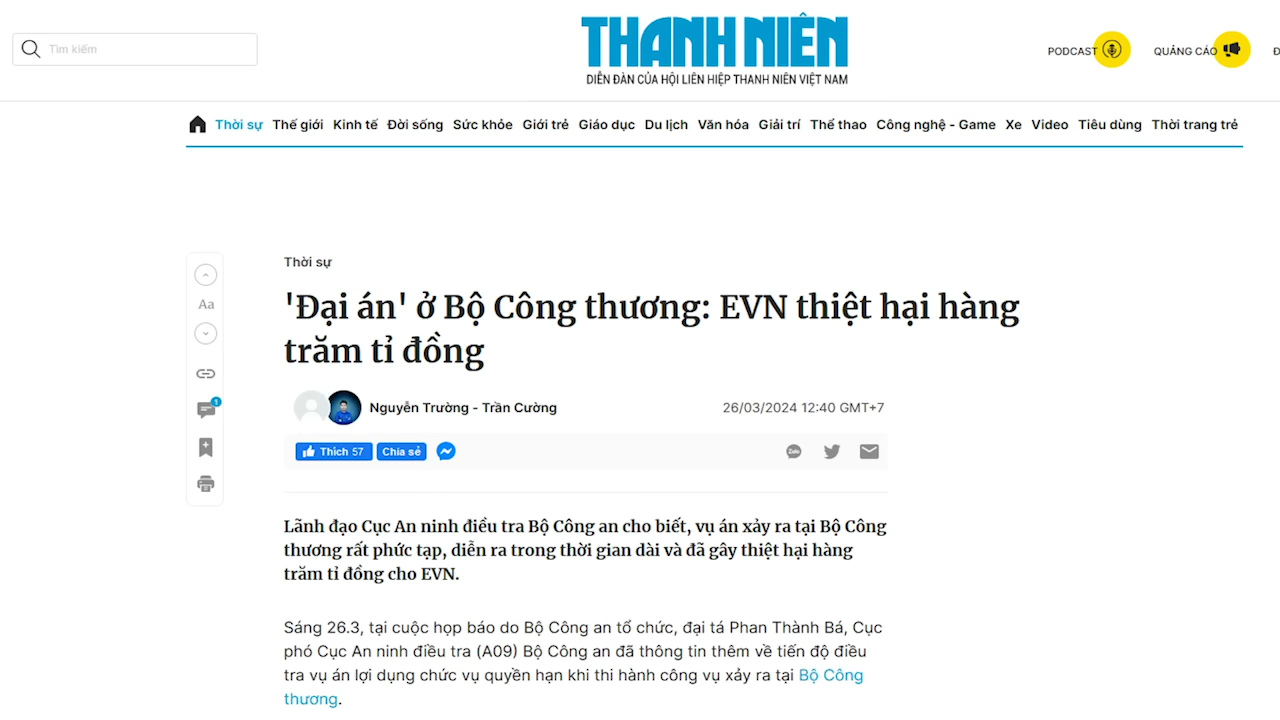 Tìm kiếm
THANH NIÊN
DIỄN ĐÀN CỦA HỘI LIÊN HIỆP THANH NIÊN VIỆT NAM
PODCAST
QUẢNG CÁO
Thời sự Thế giới Kinh tế Đời sống Sức khỏe Giới trẻ Giáo dục Du lịch Văn hóa Giải trí Thể thao Công nghệ - Game Xe Video Tiêu dùng Thời trang trẻ
Thời sự
Aa
'Đại án' ở Bộ Công thương: EVN thiệt hại hàng
trăm tỉ đồng
1
Nguyễn Trường - Trần Cường 26/03/2024 12:40 GMT+7
Thích 57 Chia sẻ Zalo
Lãnh đạo Cục An ninh điều tra Bộ Công an cho biết, vụ án xảy ra tại Bộ Công
thương rất phức tạp, diễn ra trong thời gian dài và đã gây thiệt hại hàng
trăm tỉ đồng cho EVN.
Sáng 26.3, tại cuộc họp báo do Bộ Công an tổ chức, đại tá Phan Thành Bá, Cục
phó Cục An ninh điều tra (A09) Bộ Công an đã thông tin thêm về tiến độ điều
tra vụ án lợi dụng chức vụ quyền hạn khi thi hành công vụ xảy ra tại Bộ Công
thương.